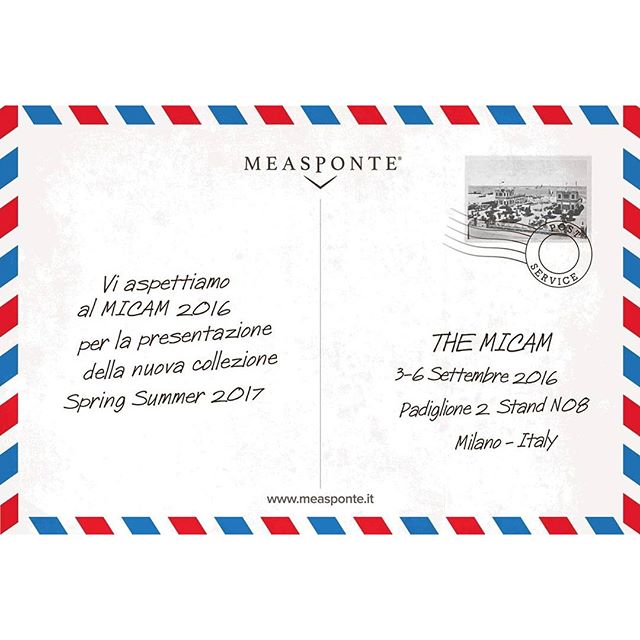 MEASPONTE®
POST
SERVICE
Vi aspettiamo
al MICAM 2016
per la presentazione
della nuova collezione
Spring Summer 2017
THE MICAM
3-6 Settembre 2016
Padiglione 2 Stand N08
Milano - Italy
www.measponte.it